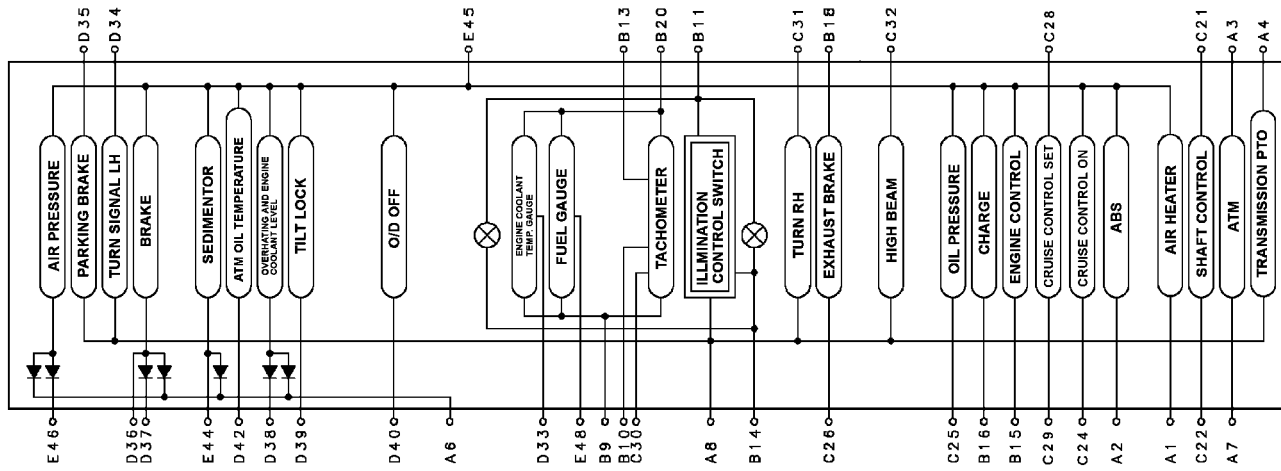 D35
D34
E45
B13
B20
B11
C31
B18
C32
C28
C21
A3
A4
AIR PRESSURE
PARKING BRAKE
TURN SIGNAL LH
BRAKE
SEDIMENTOR
ATM OIL TEMPERATURE
OVERHATING AND ENGINE
COOLANT LEVEL
TILT LOCK
O/D OFF
ENGINE COOLANT
TEMP. GAUGE
FUEL GAUGE
TACHOMETER
ILLMINATION
CONTROL SWITCH
TURN RH
EXHAUST BRAKE
HIGH BEAM
OIL PRESSURE
CHARGE
ENGINE CONTROL
CRUISE CONTROL SET
CRUISE CONTROL ON
ABS
AIR HEATER
SHAFT CONTROL
ATM
TRANSMISSION PTO
E46
D36
D37
E44
D42
D38
D39
D40
A6
D33
E48
B9
B10
C30
A8
B14
C26
C25
B16
B15
C29
C24
A2
A1
C22
A7